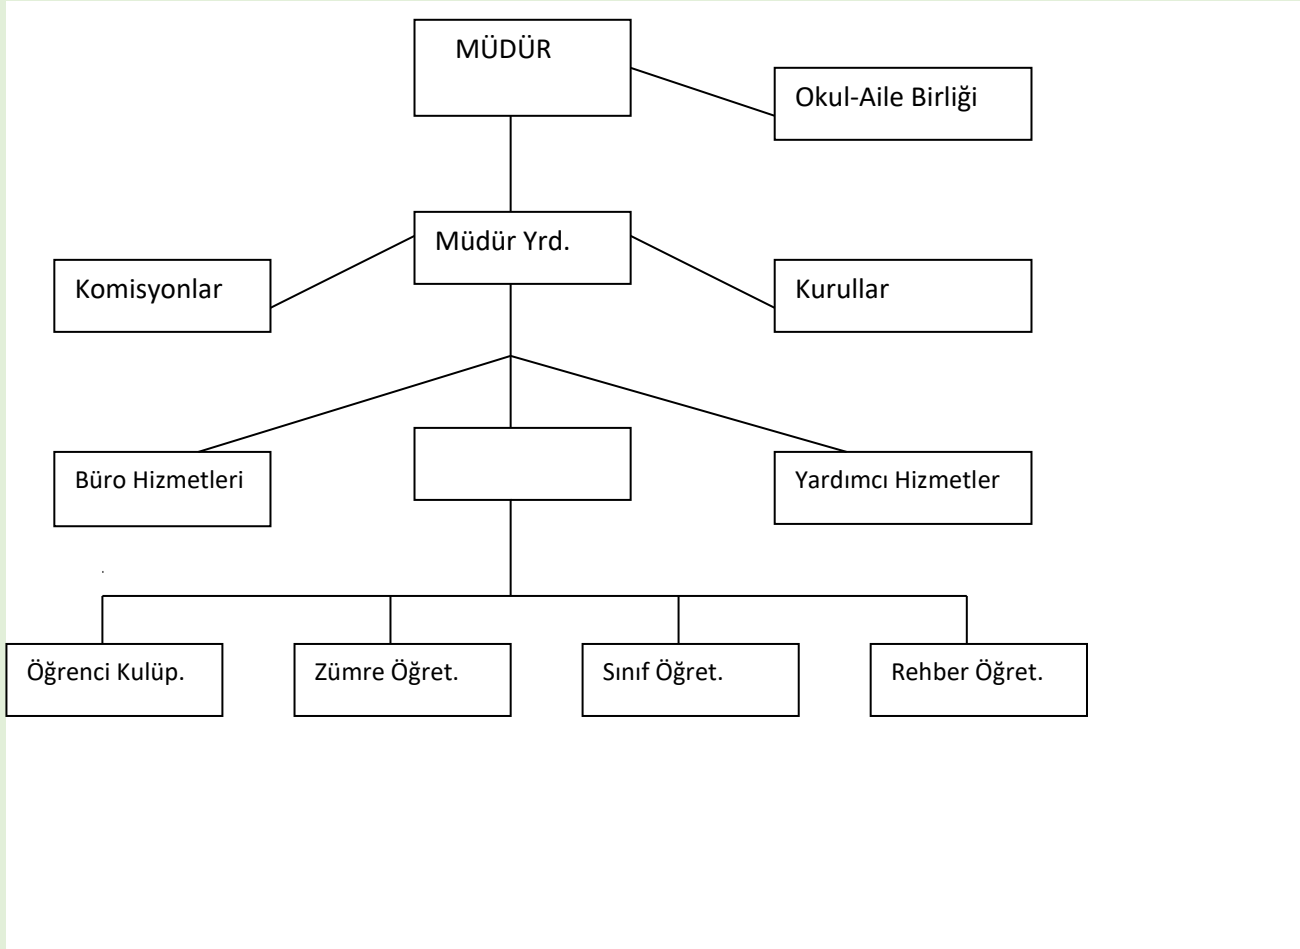 MÜDÜR
Okul-Aile Birliği
Müdür Yrd.
Komisyonlar
Kurullar
Büro Hizmetleri
Yardımcı Hizmetler
Öğrenci Kulüp.
Zümre Öğret.
Sınıf Öğret.
Rehber Öğret.